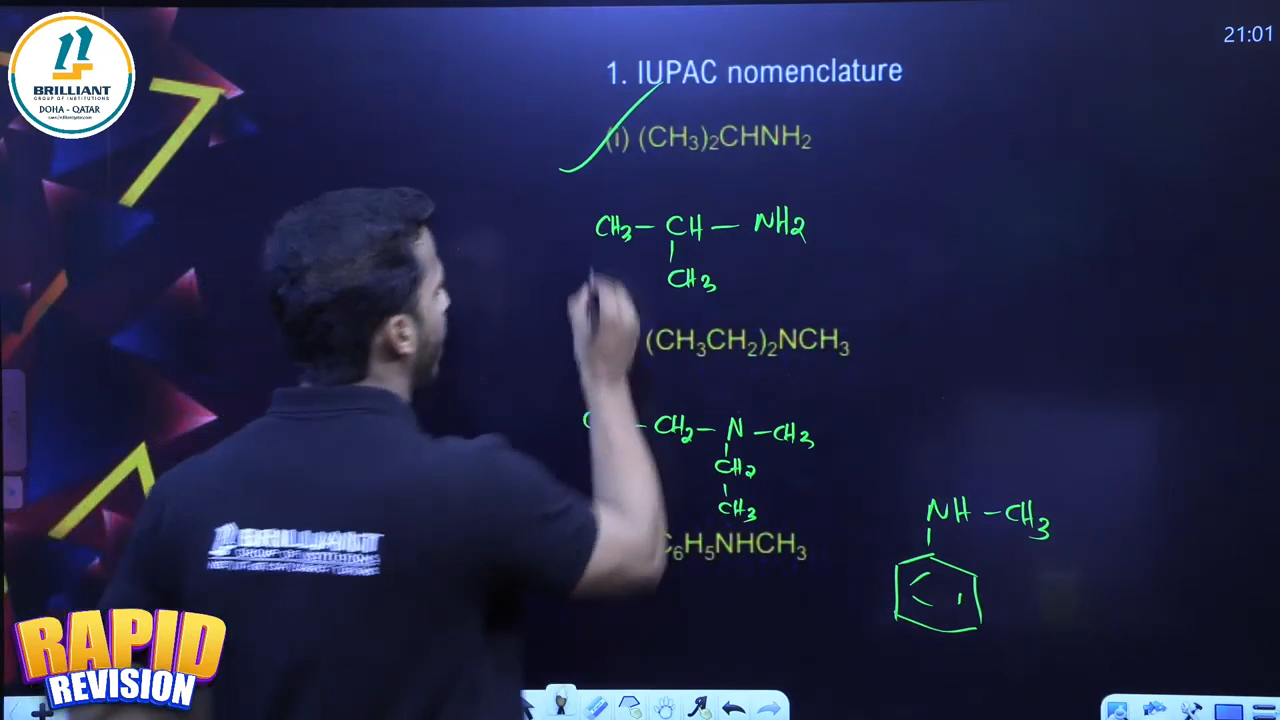 BRILLIANT
GROUP OF INSTITUTIONS
DOHA - QATAR
21:01
1. IUPAC nomenclature
(i) (CH3)2CHNH2
CH3 – CH – NH2
CH3
(CH3CH2)2NCH3
– CH2 – N – CH3
CH2
CH3
C6H5NHCH3
NH – CH3
BRILLIANT
RAPID
REVISION